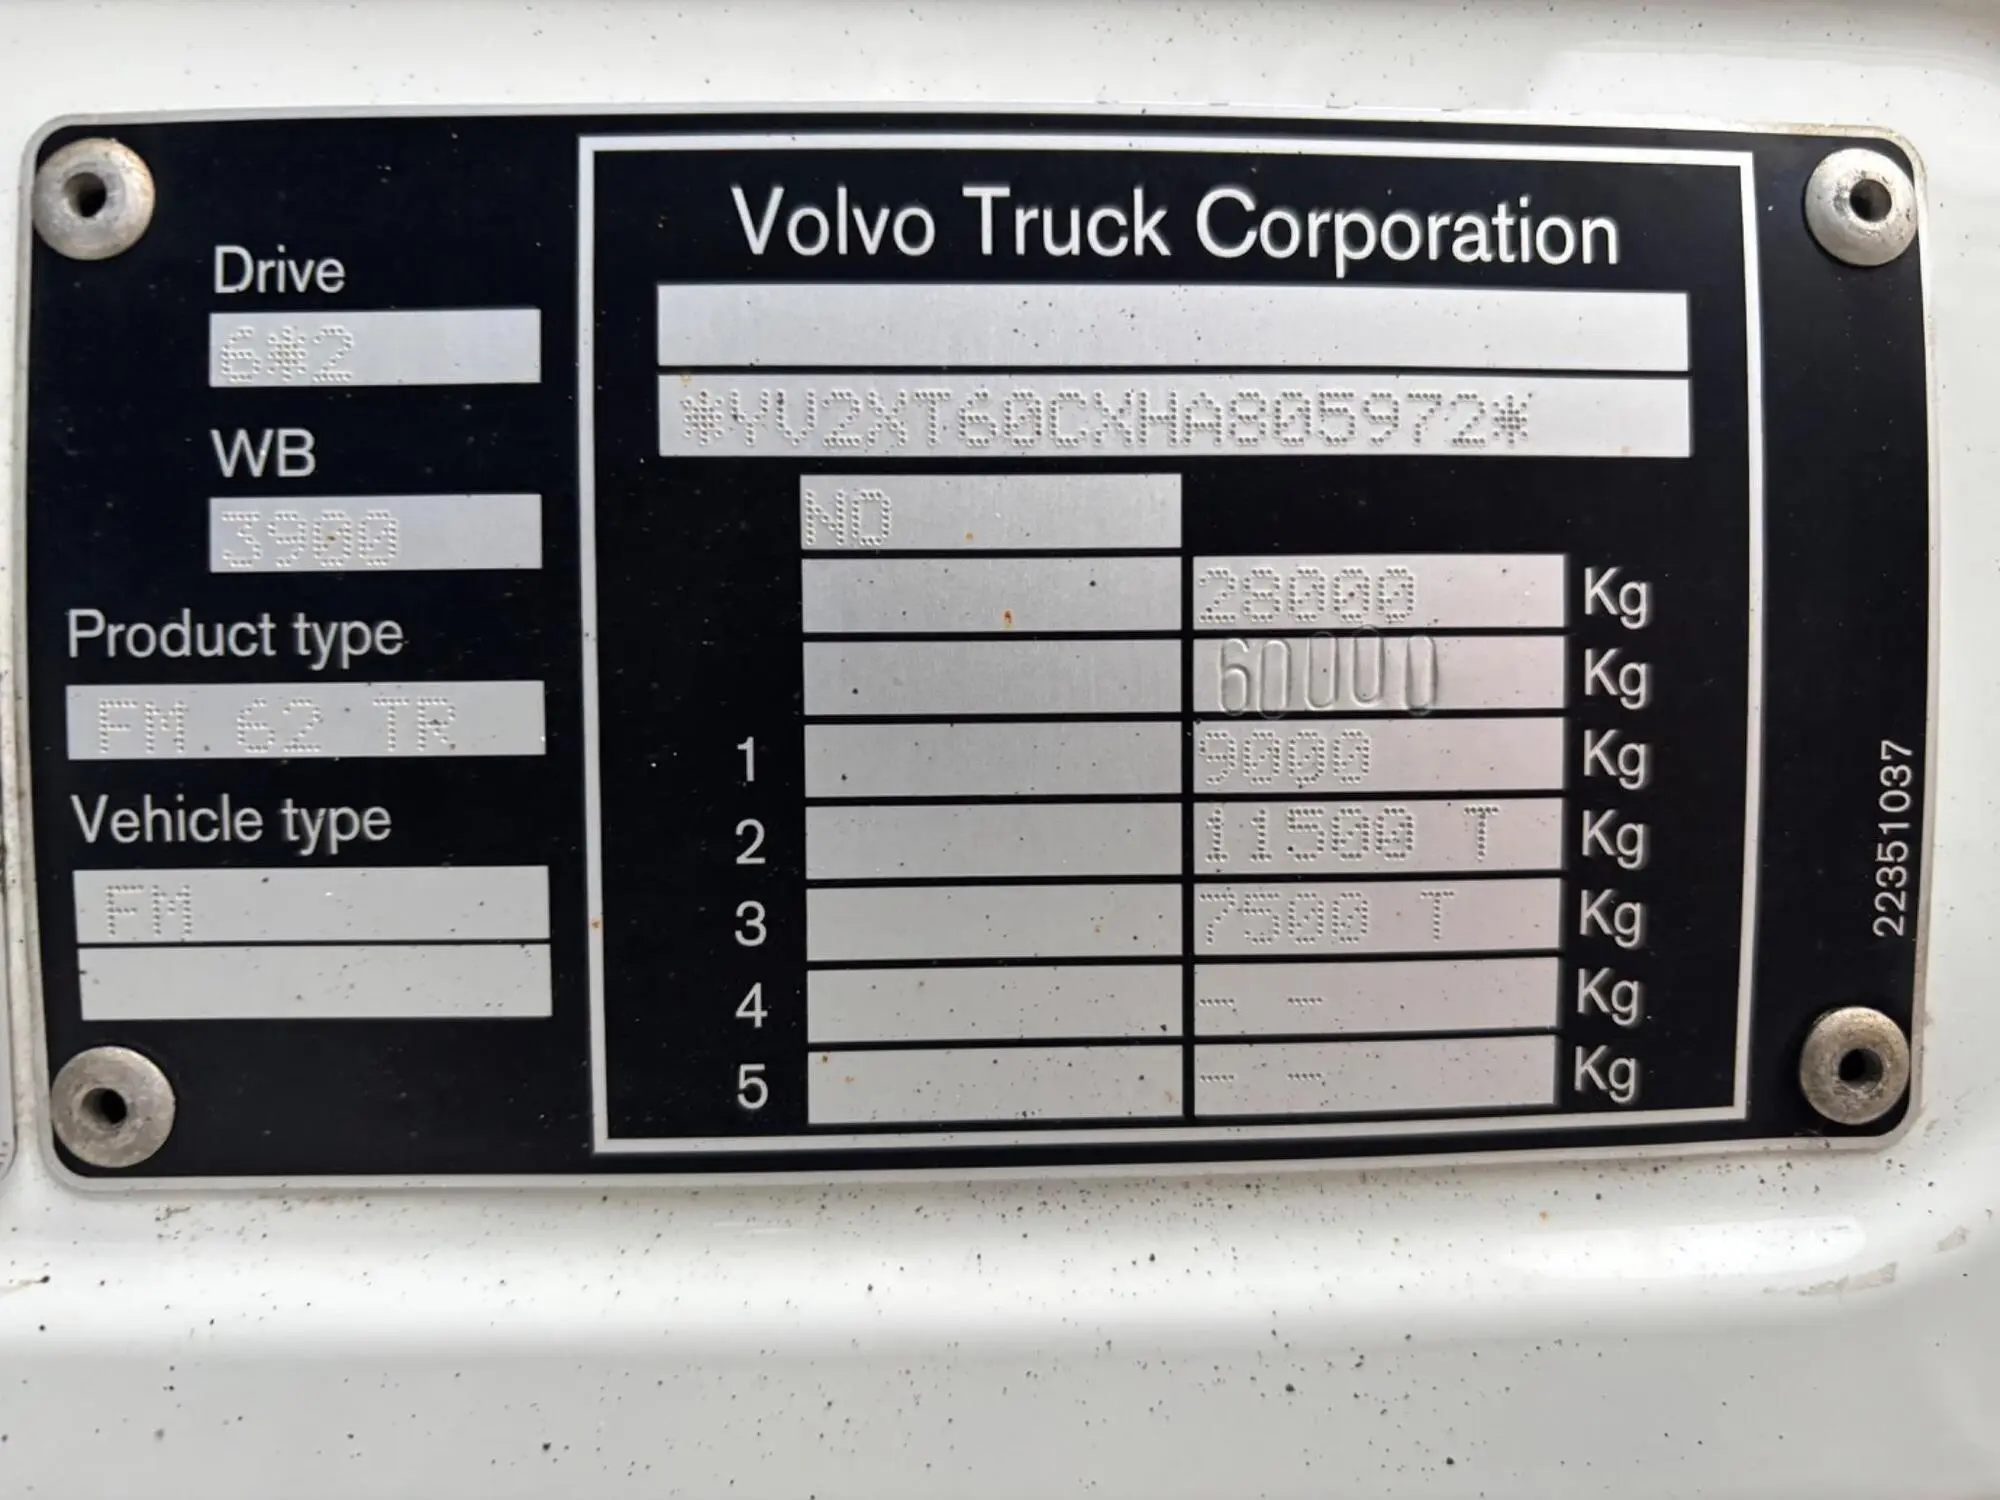 Volvo Truck Corporation
Drive
6*2
*YV2XT60CXHA805972*
WB
3900
ND
28000 Kg
Product type
60000 Kg
FM 62 TR
1 9000 Kg
Vehicle type
2 11500 T Kg
FM
3 7500 T Kg
4 - - Kg
5 - - Kg
22351037